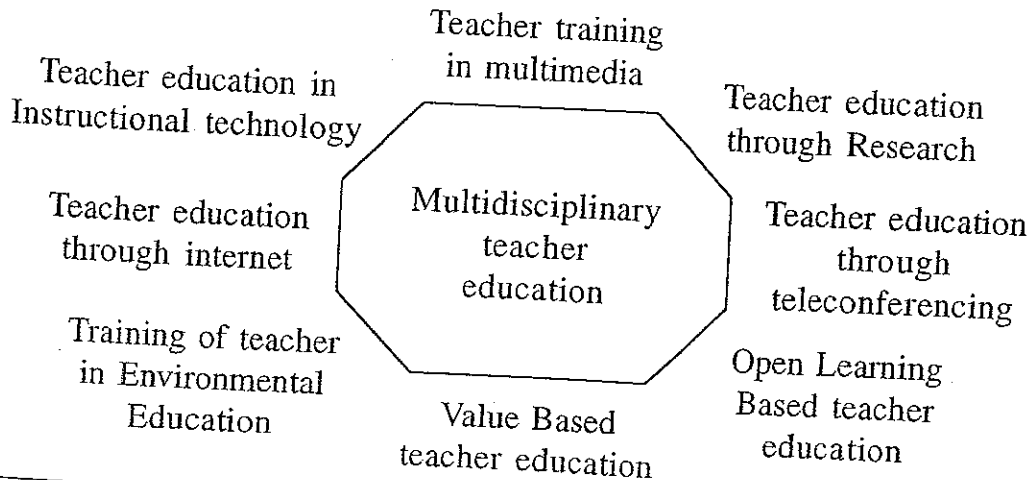 Teacher training
in multimedia
Teacher education in
Instructional technology
Teacher education
through Research
Teacher education
through internet
Multidisciplinary
teacher
education
Teacher education
through
teleconferencing
Training of teacher
in Environmental
Education
Value Based
teacher education
Open Learning
Based teacher
education